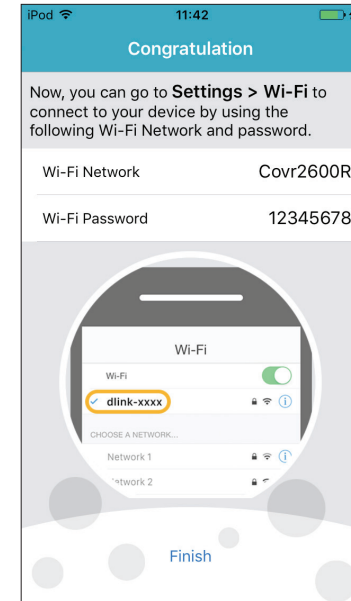 iPod 11:42
Congratulation
Now, you can go to Settings > Wi-Fi to
connect to your device by using the
following Wi-Fi Network and password.
Wi-Fi Network Covr2600R
Wi-Fi Password 12345678
Wi-Fi
Wi-Fi
✓ dlink-xxxx
CHOOSE A NETWORK...
Network 1
Network 2
Finish